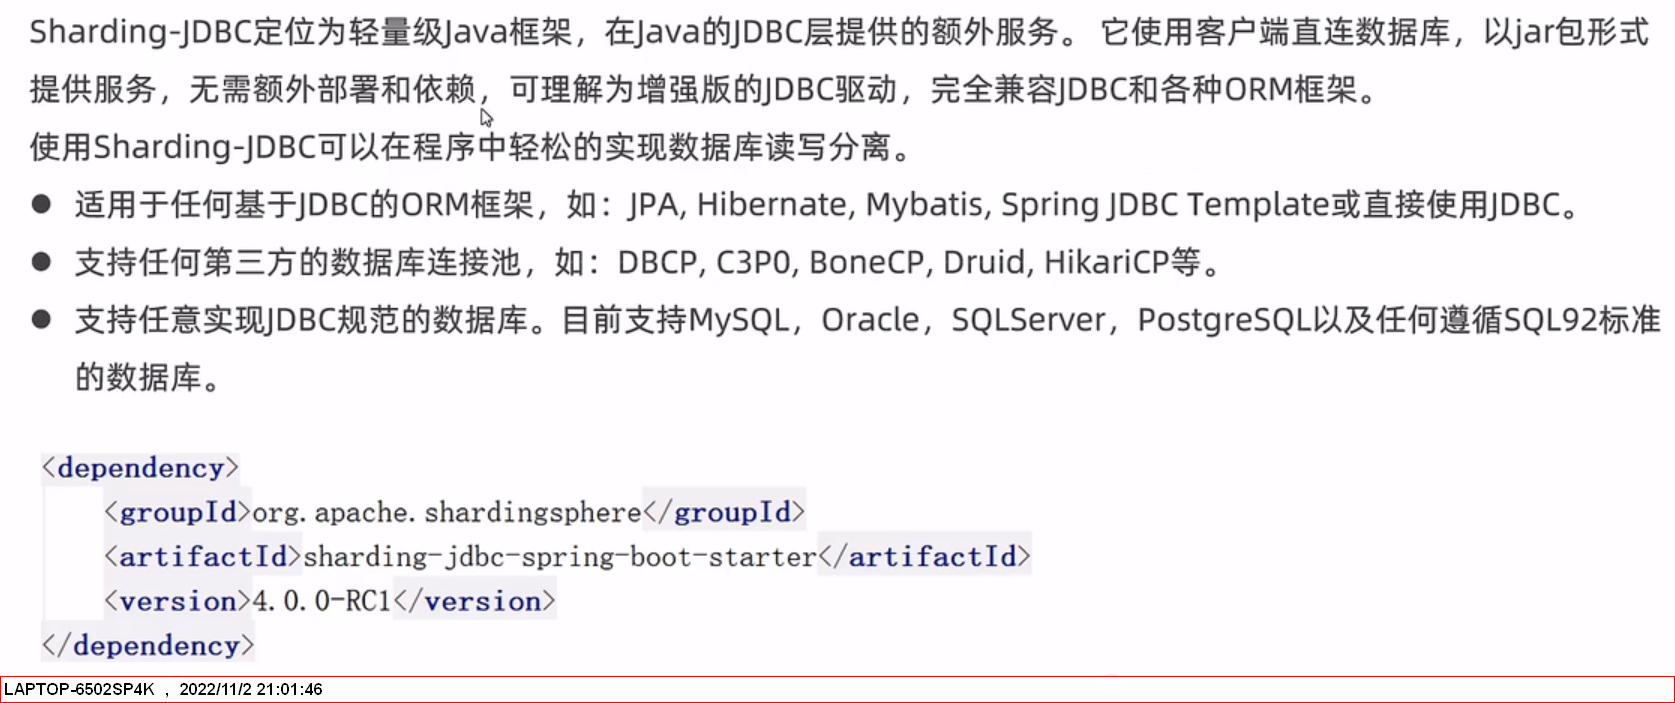 Sharding-JDBC定位为轻量级Java框架，在Java的JDBC层提供的额外服务。 它使用客户端直连数据库，以jar包形式
提供服务，无需额外部署和依赖，可理解为增强版的JDBC驱动，完全兼容JDBC和各种ORM框架。
使用Sharding-JDBC可以在程序中轻松的实现数据库读写分离。
● 适用于任何基于JDBC的ORM框架，如：JPA, Hibernate, Mybatis, Spring JDBC Template或直接使用JDBC。
● 支持任何第三方的数据库连接池，如：DBCP, C3P0, BoneCP, Druid, HikariCP等。
● 支持任意实现JDBC规范的数据库。目前支持MySQL，Oracle，SQLServer，PostgreSQL以及任何遵循SQL92标准
的数据库。
<dependency>
<groupId>org.apache.shardingsphere</groupId>
<artifactId>sharding-jdbc-spring-boot-starter</artifactId>
<version>4.0.0-RC1</version>
</dependency>
LAPTOP-6502SP4K ，2022/11/2 21:01:46